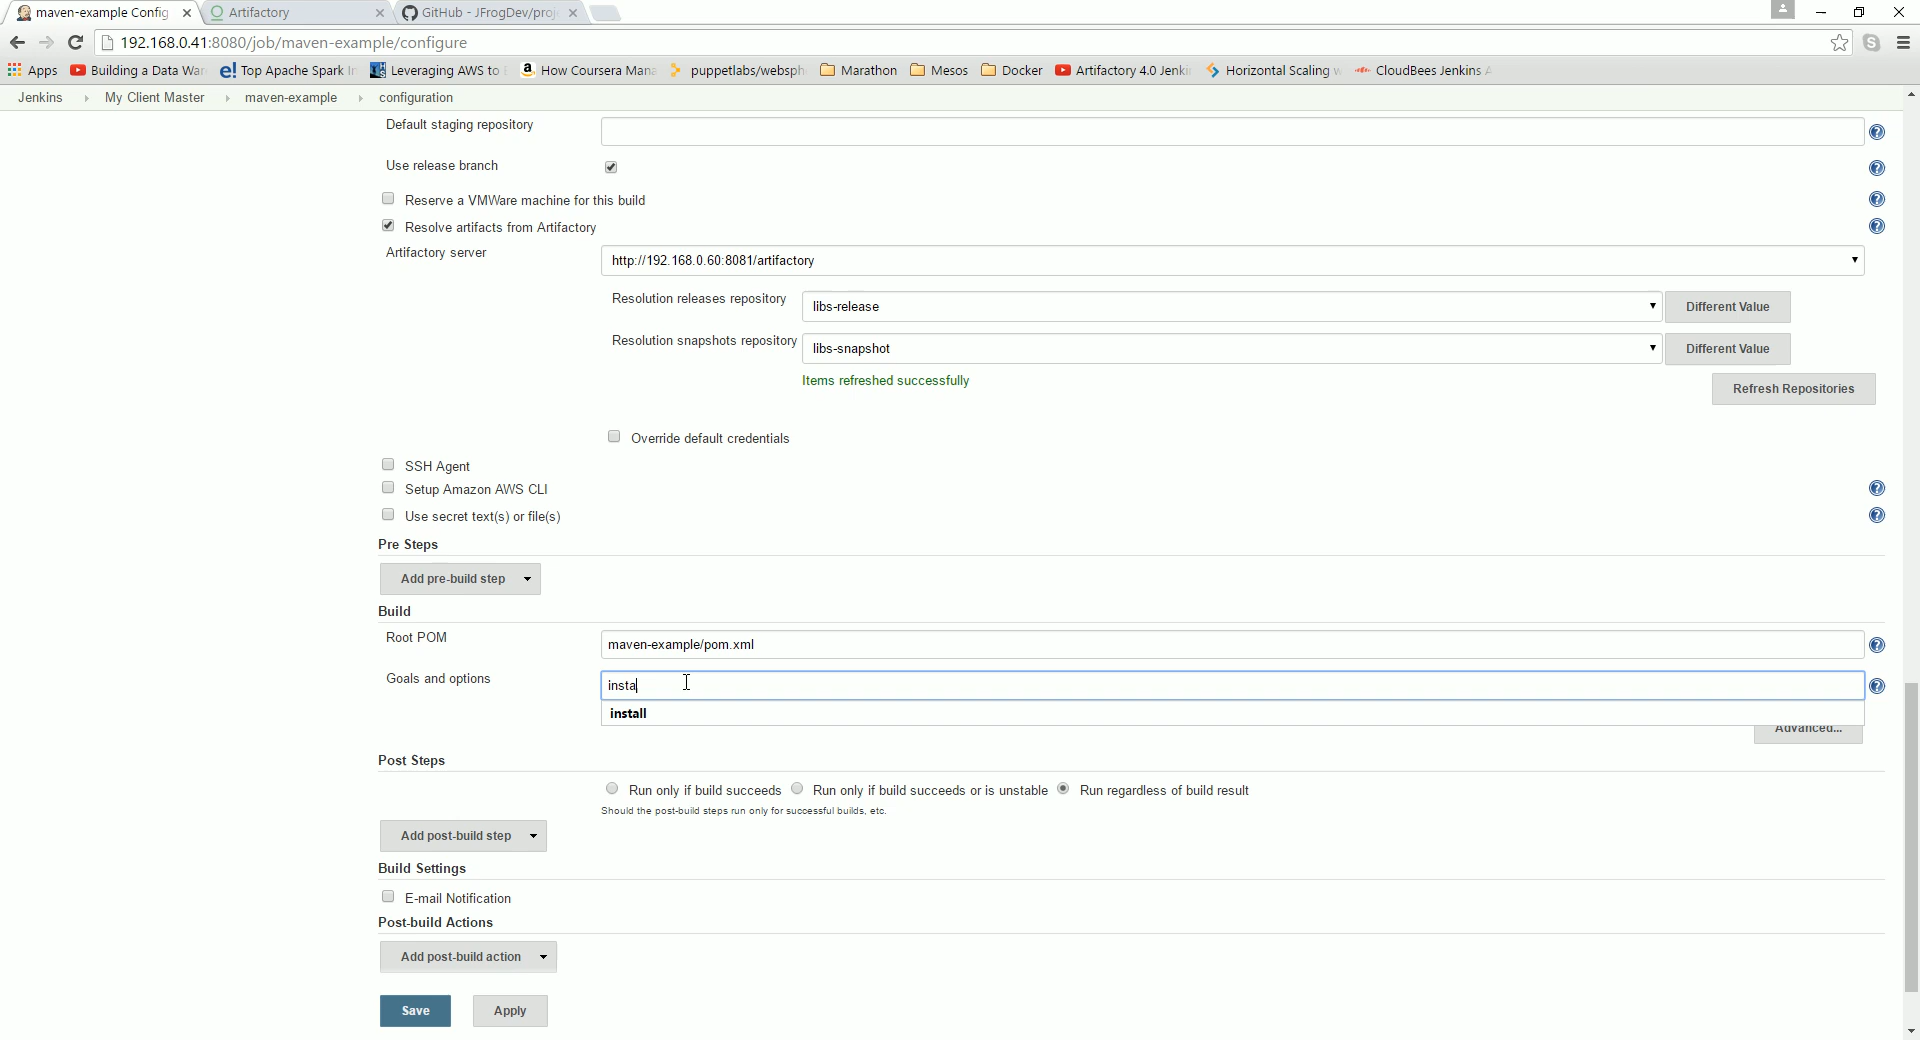 maven-example Config
Artifactory
GitHub - JFrogDev/proj
192.168.0.41:8080/job/maven-example/configure
Apps
Building a Data War
Top Apache Spark In
Leveraging AWS to
How Coursera Mana
puppetlabs/websph
Marathon
Mesos
Docker
Artifactory 4.0 Jenki
Horizontal Scaling w
CloudBees Jenkins A
Jenkins
My Client Master
maven-example
configuration
Default staging repository
Use release branch
Reserve a VMWare machine for this build
Resolve artifacts from Artifactory
Artifactory server
http://192.168.0.60:8081/artifactory
Resolution releases repository
libs-release
Different Value
Resolution snapshots repository
libs-snapshot
Different Value
Items refreshed successfully
Refresh Repositories
Override default credentials
SSH Agent
Setup Amazon AWS CLI
Use secret text(s) or file(s)
Pre Steps
Add pre-build step
Build
Root POM
maven-example/pom.xml
Goals and options
insta
install
Advanced...
Post Steps
Run only if build succeeds
Run only if build succeeds or is unstable
Run regardless of build result
Should the post-build steps run only for successful builds, etc.
Add post-build step
Build Settings
E-mail Notification
Post-build Actions
Add post-build action
Save
Apply